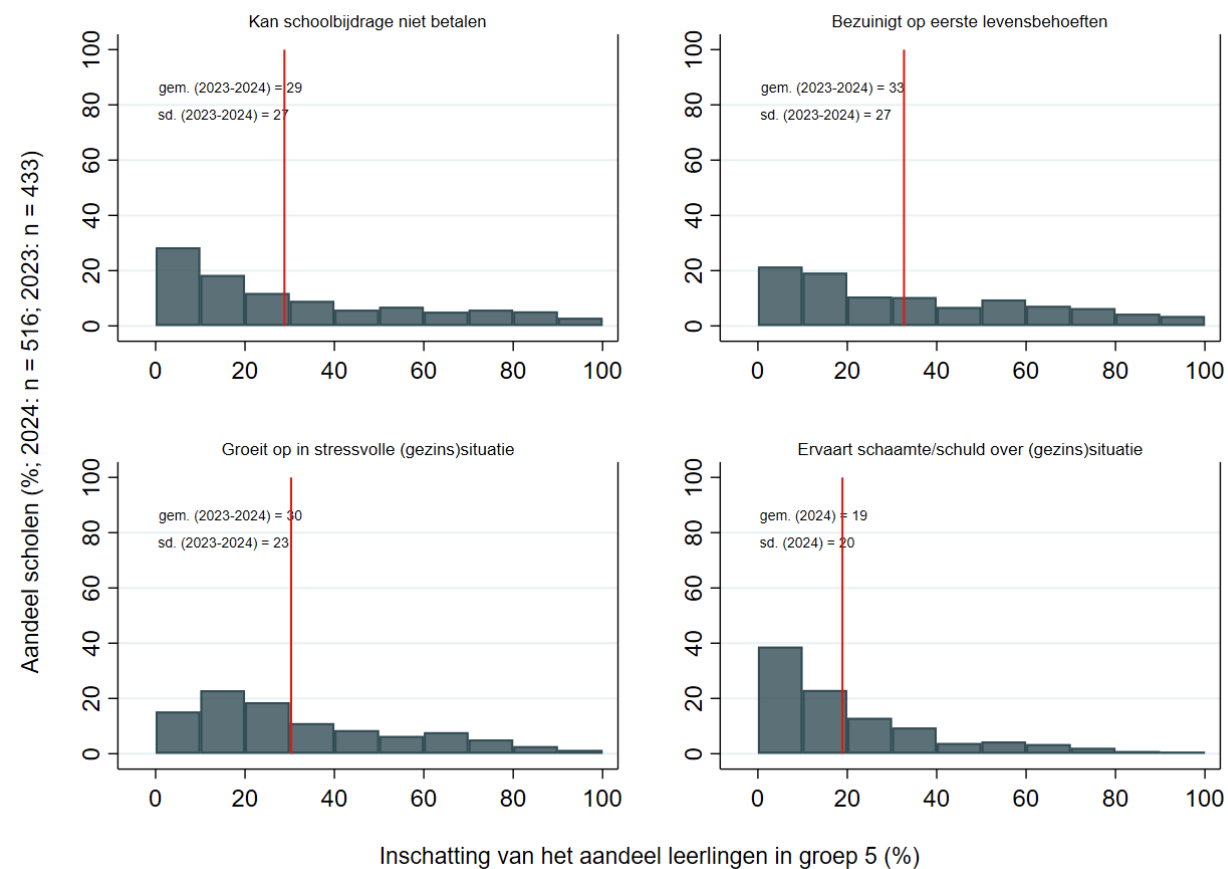 Kan schoolbijdrage niet betalen
gem. (2023-2024) = 29
sd. (2023-2024) = 27
100
80
60
40
20
0
0 20 40 60 80 100
Bezuinigt op eerste levensbehoeften
gem. (2023-2024) = 33
sd. (2023-2024) = 27
100
80
60
40
20
0
0 20 40 60 80 100
Aandeel scholen (%; 2024: n = 516; 2023: n = 433)
Groeit op in stressvolle (gezins)situatie
gem. (2023-2024) = 30
sd. (2023-2024) = 23
100
80
60
40
20
0
0 20 40 60 80 100
Ervaart schaamte/schuld over (gezins)situatie
gem. (2024) = 19
sd. (2024) = 20
100
80
60
40
20
0
0 20 40 60 80 100
Inschatting van het aandeel leerlingen in groep 5 (%)